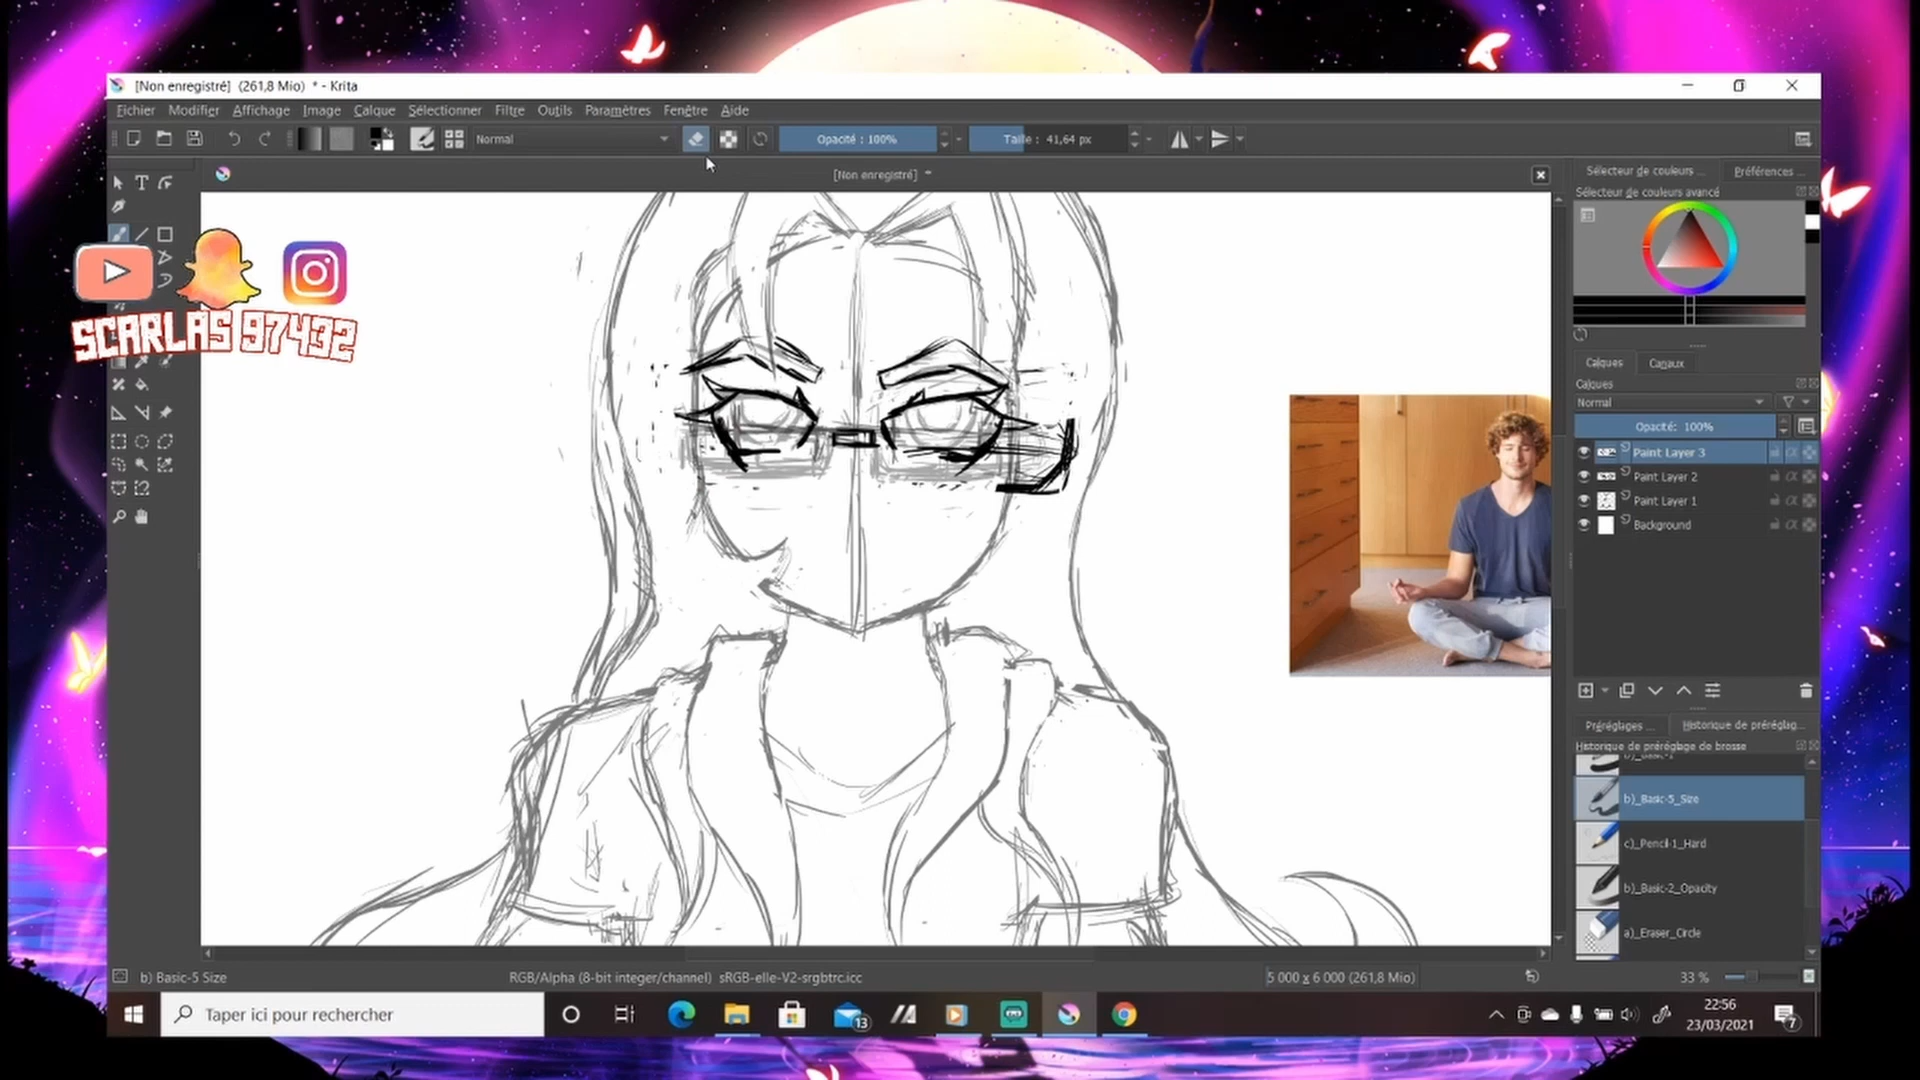 [Non enregistré] (261,8 Mio) * - Krita
Fichier Modifier Affichage Image Calque Sélectionner Filtre Outils Paramètres Fenêtre Aide
Normal Opacité : 100% Taille : 41,64 px
[Non enregistré] *
Sélecteur de couleurs ... Préférences ...
Sélecteur de couleurs avancé
SCARLAS 97432
Calques Canaux
Calques
Normal
Opacité: 100%
Paint Layer 3
Paint Layer 2
Paint Layer 1
Background
Préréglages ... Historique de préréglag...
Historique de préréglage de brosse
b)_Basic-5_Size
c)_Pencil-1_Hard
b)_Basic-2_Opacity
a)_Eraser_Circle
b) Basic-5 Size RGB/Alpha (8-bit integer/channel) sRGB-elle-V2-srgbtrc.icc 5 000 x 6 000 (261,8 Mio) 33 %
Taper ici pour rechercher 13 22:56
23/03/2021 7